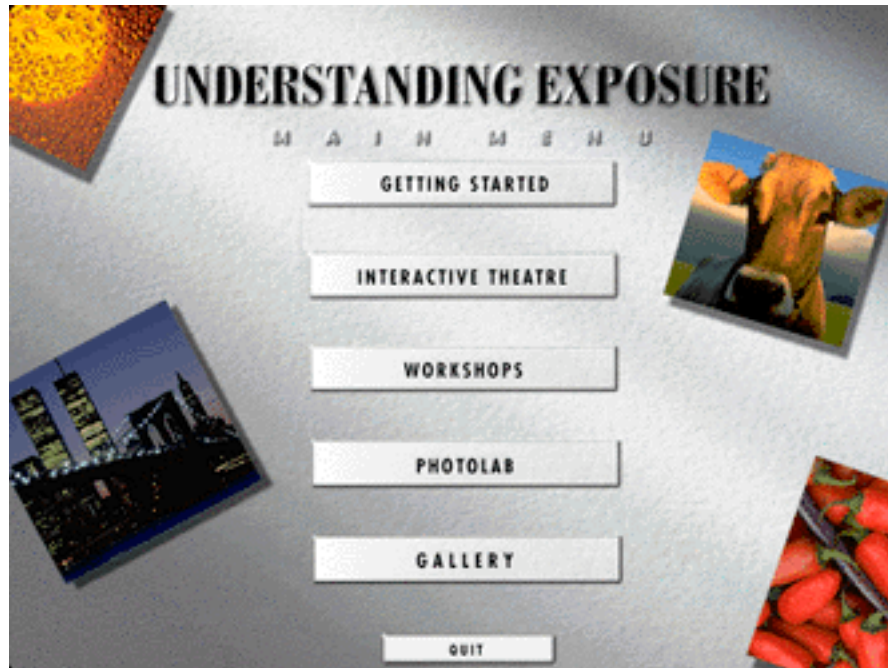 UNDERSTANDING EXPOSURE
MAIN MENU
GETTING STARTED
INTERACTIVE THEATRE
WORKSHOPS
PHOTOLAB
GALLERY
QUIT